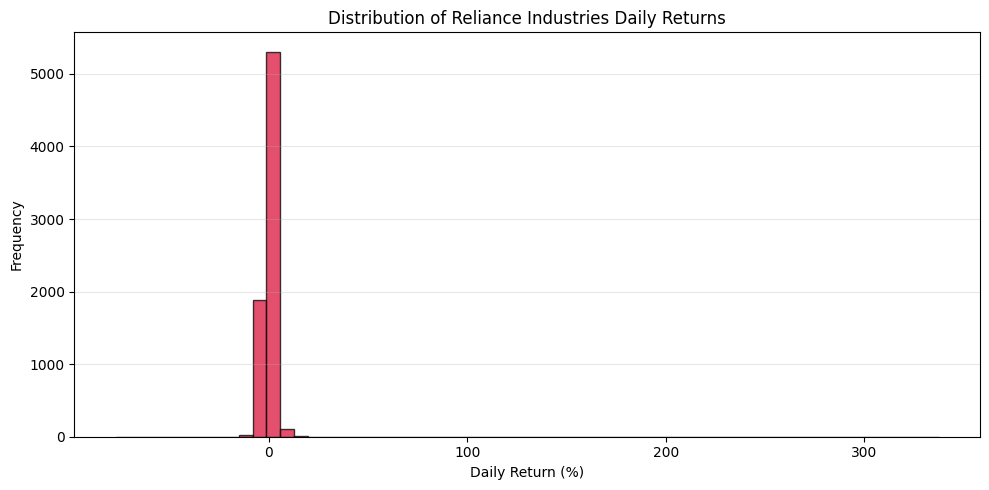 Distribution of Reliance Industries Daily Returns
Frequency
5000
4000
3000
2000
1000
0
0 100 200 300
Daily Return (%)